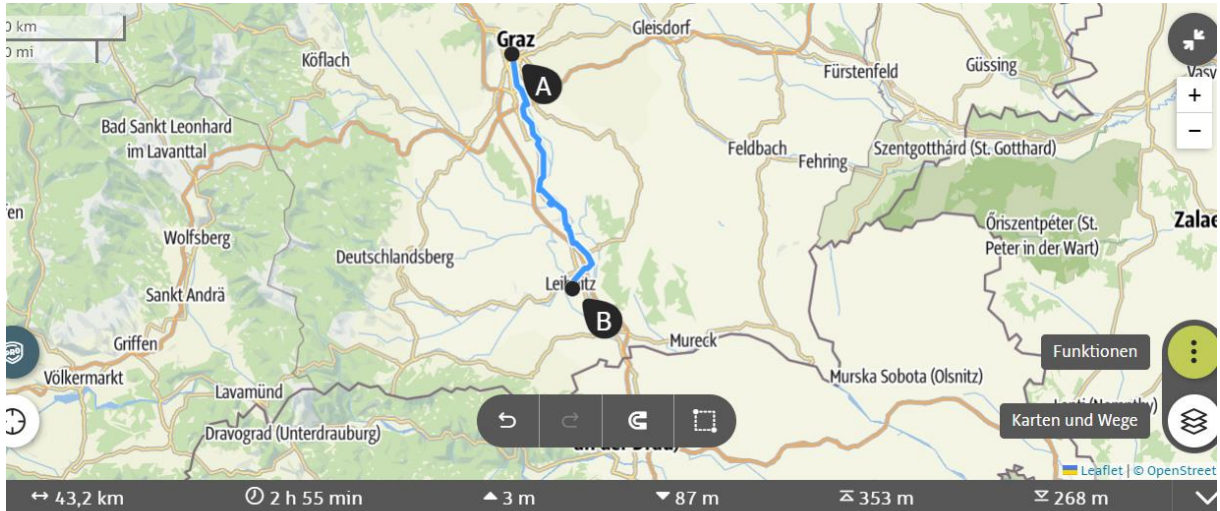 0 km
0 mi
Graz
Gleisdorf
Köflach
A
Fürstenfeld
Güssing
+
−
Bad Sankt Leonhard
im Lavanttal
Feldbach
Fehring
Szentgotthárd (St. Gotthard)
Wolfsberg
Deutschlandsberg
Őriszentpéter (St.
Peter in der Wart)
Sankt Andrä
B
Griffen
Mureck
Funktionen
Völkermarkt
Lavamünd
Murska Sobota (Olsnitz)
Dravograd (Unterdrauburg)
Karten und Wege
Leaflet | © OpenStreet
↔ 43,2 km
2 h 55 min
▲ 3 m
▼ 87 m
353 m
268 m